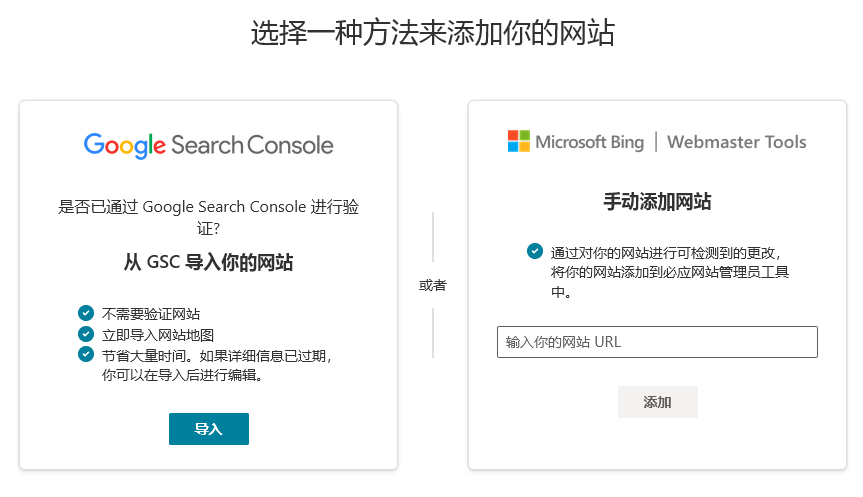 选择一种方法来添加你的网站
Google Search Console
是否已通过 Google Search Console 进行验
证?
从 GSC 导入你的网站
不需要验证网站
立即导入网站地图
节省大量时间。如果详细信息已过期，
你可以在导入后进行编辑。
导入
或者
Microsoft Bing | Webmaster Tools
手动添加网站
通过对你的网站进行可检测到的更改，
将你的网站添加到必应网站管理员工具
中。
输入你的网站 URL
添加